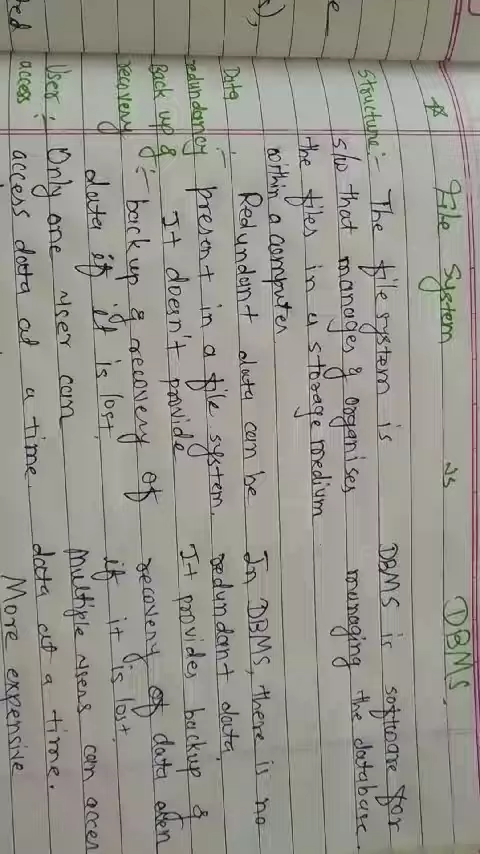 File System vs DBMS.
Structure :- The file system is DBMS is software for
s/w that manages & organises managing the database.
the files in a storage medium
within a computer
Data Redundant data can be In DBMS, there is no
redundancy :- present in a file system. redundant data.
Back up & It doesn't provide It provides backup &
recovery :- backup & recovery of recovery of data even
data if it is lost. if it is lost.
User :- Only one user can Multiple users can acces
access :- access data at a time. data at a time.
More expensive